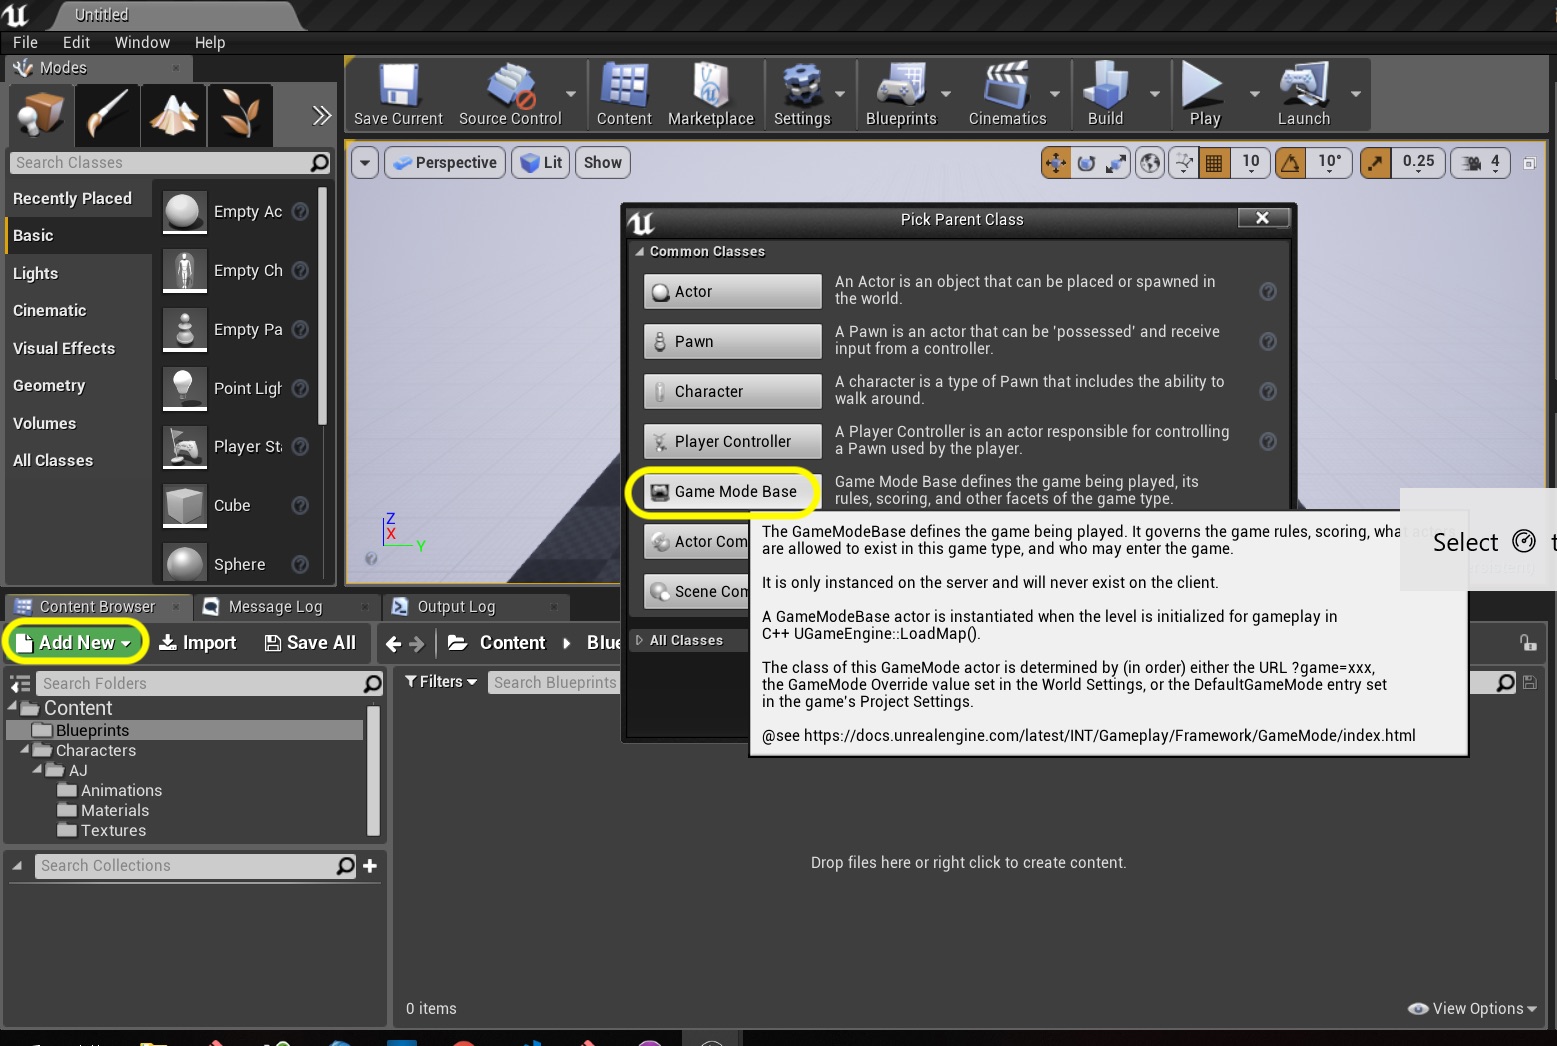 Untitled
File Edit Window Help
Modes
Save Current Source Control Content Marketplace Settings Blueprints Cinematics Build Play Launch
Search Classes
Perspective Lit Show
10 10° 0.25 4
Recently Placed
Basic
Lights
Cinematic
Visual Effects
Geometry
Volumes
All Classes
Empty Ac
Empty Ch
Empty Pa
Point Ligh
Player Sta
Cube
Sphere
Z
X
Y
Pick Parent Class
Common Classes
Actor
An Actor is an object that can be placed or spawned in
the world.
Pawn
A Pawn is an actor that can be 'possessed' and receive
input from a controller.
Character
A character is a type of Pawn that includes the ability to
walk around.
Player Controller
A Player Controller is an actor responsible for controlling
a Pawn used by the player.
Game Mode Base
Game Mode Base defines the game being played, its
rules, scoring, and other facets of the game type.
Actor Com
Scene Com
All Classes
The GameModeBase defines the game being played. It governs the game rules, scoring, what actors
are allowed to exist in this game type, and who may enter the game.
It is only instanced on the server and will never exist on the client.
A GameModeBase actor is instantiated when the level is initialized for gameplay in
C++ UGameEngine::LoadMap().
The class of this GameMode actor is determined by (in order) either the URL ?game=xxx,
the GameMode Override value set in the World Settings, or the DefaultGameMode entry set
in the game's Project Settings.
@see https://docs.unrealengine.com/latest/INT/Gameplay/Framework/GameMode/index.html
Select t
Content Browser Message Log Output Log
Add New Import Save All Content Blue
Search Folders
Filters Search Blueprints
Content
Blueprints
Characters
AJ
Animations
Materials
Textures
Search Collections
Drop files here or right click to create content.
0 items
View Options